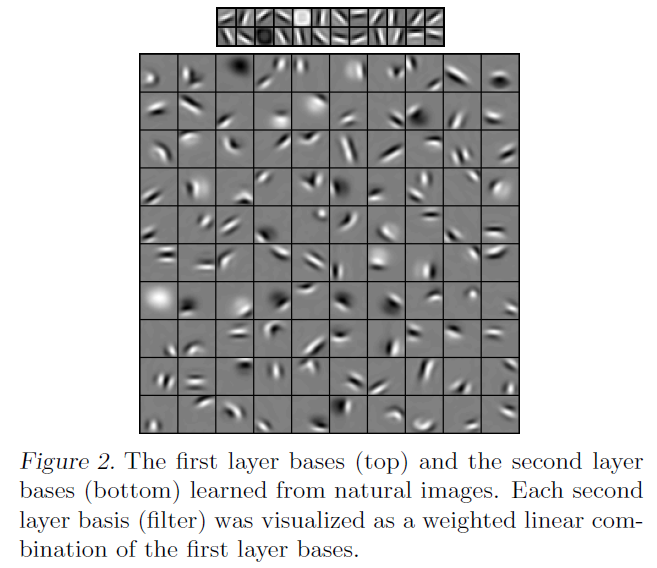 Figure 2. The first layer bases (top) and the second layer
bases (bottom) learned from natural images. Each second
layer basis (filter) was visualized as a weighted linear com-
bination of the first layer bases.